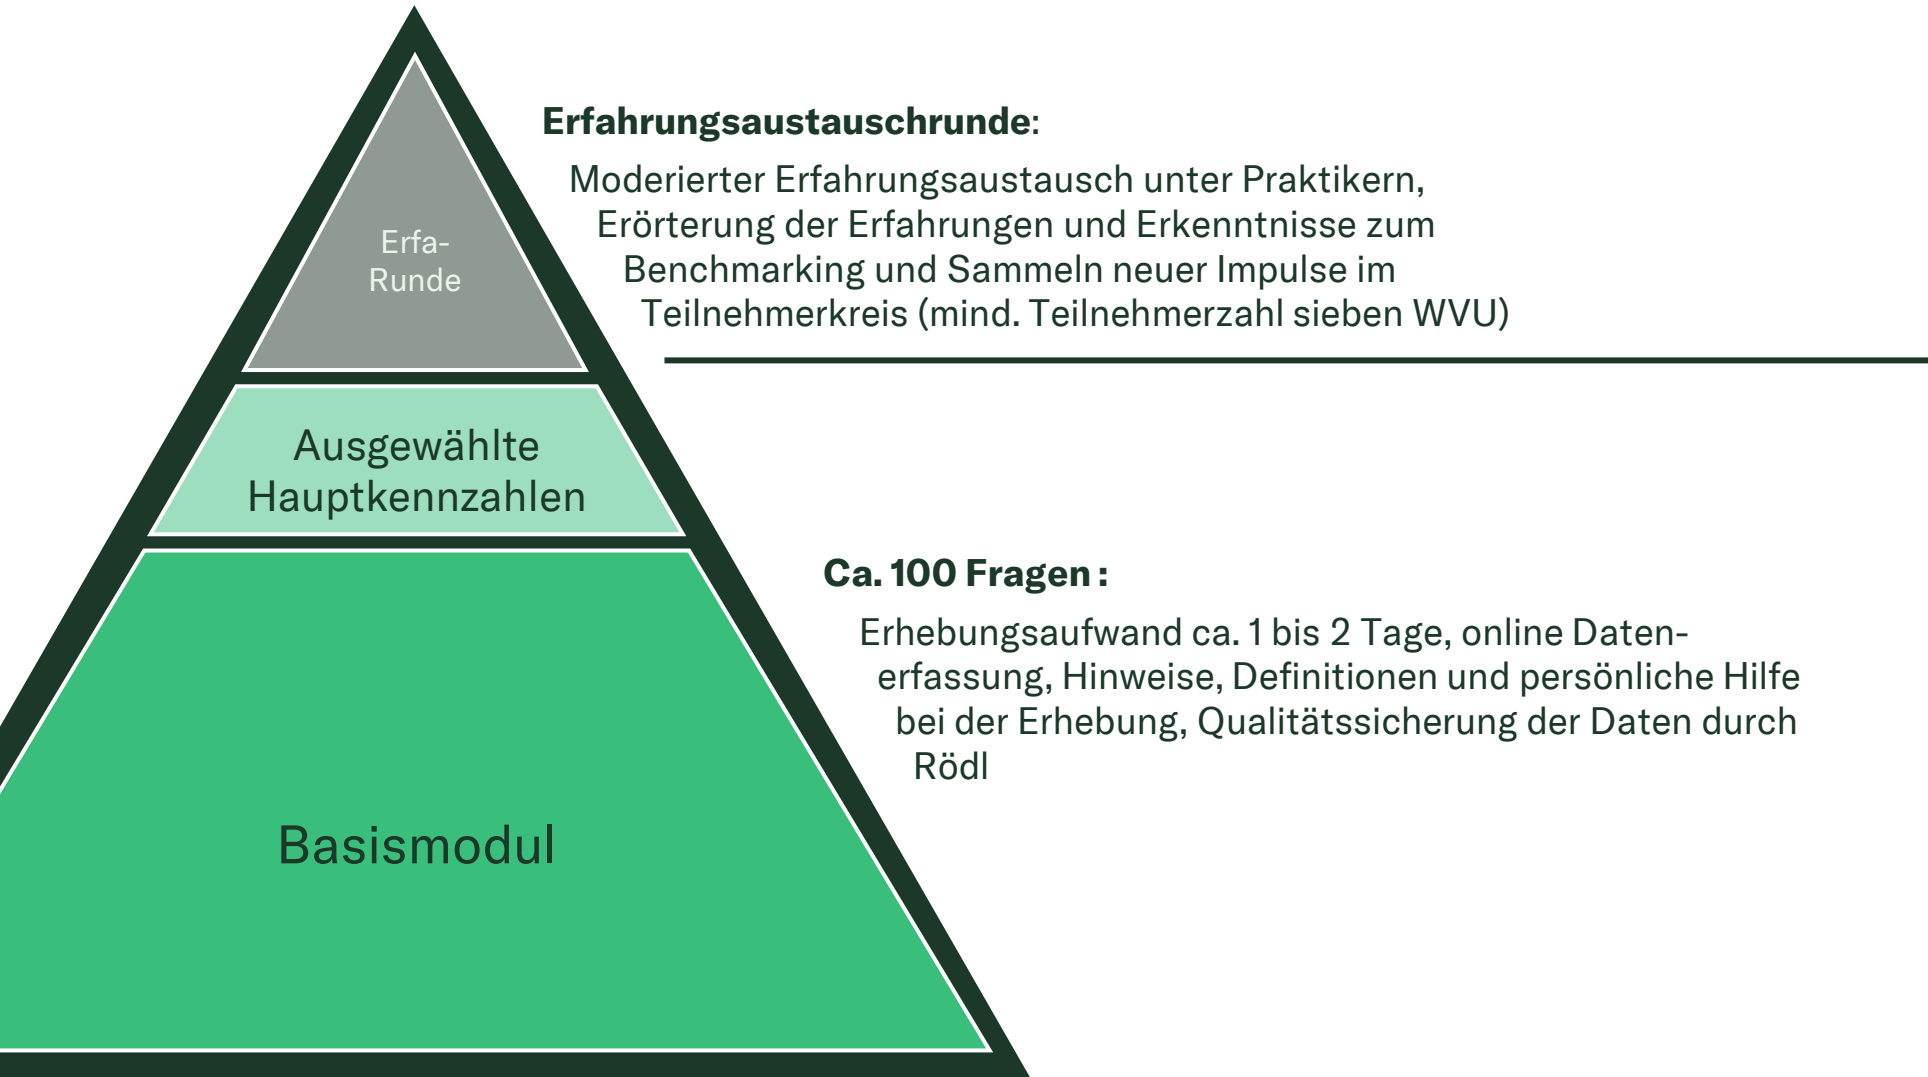 Erfahrungsaustauschrunde:
Moderierter Erfahrungsaustausch unter Praktikern,
Erörterung der Erfahrungen und Erkenntnisse zum
Benchmarking und Sammeln neuer Impulse im
Teilnehmerkreis (mind. Teilnehmerzahl sieben WVU)
Erfa-
Runde
Ausgewählte
Hauptkennzahlen
Ca. 100 Fragen :
Erhebungsaufwand ca. 1 bis 2 Tage, online Daten-
erfassung, Hinweise, Definitionen und persönliche Hilfe
bei der Erhebung, Qualitätssicherung der Daten durch
Rödl
Basismodul